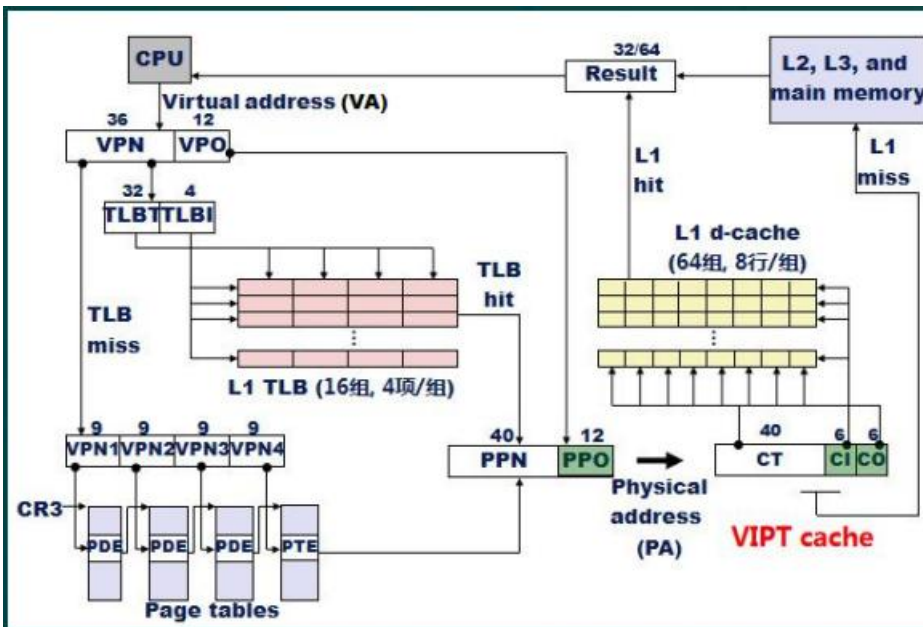 CPU
32/64
Result
L2, L3, and
main memory
Virtual address (VA)
36
12
VPN
VPO
L1
hit
L1
miss
32
4
TLBT
TLBI
L1 d-cache
(64组, 8行/组)
TLB
hit
TLB
miss
...
...
L1 TLB (16组, 4项/组)
9
9
9
9
VPN1
VPN2
VPN3
VPN4
40
12
PPN
PPO
40
6
6
CT
CI
CO
Physical
address
(PA)
VIPT cache
CR3
PDE
PDE
PDE
PTE
Page tables